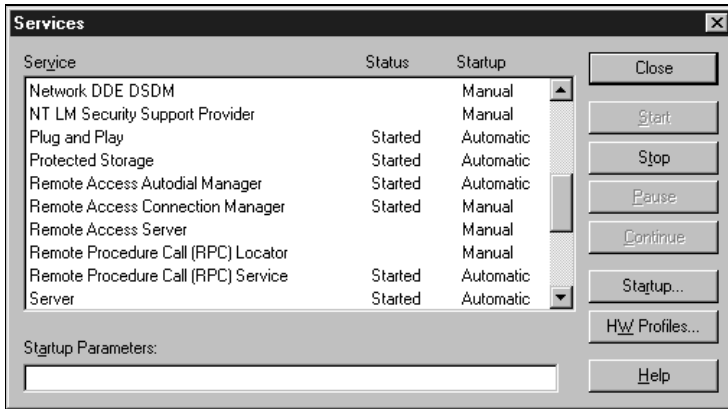 Services
Service Status Startup
Network DDE DSDM Manual
NT LM Security Support Provider Manual
Plug and Play Started Automatic
Protected Storage Started Automatic
Remote Access Autodial Manager Started Automatic
Remote Access Connection Manager Started Manual
Remote Access Server Manual
Remote Procedure Call (RPC) Locator Manual
Remote Procedure Call (RPC) Service Started Automatic
Server Started Automatic
Startup Parameters:
Close
Start
Stop
Pause
Continue
Startup...
HW Profiles...
Help